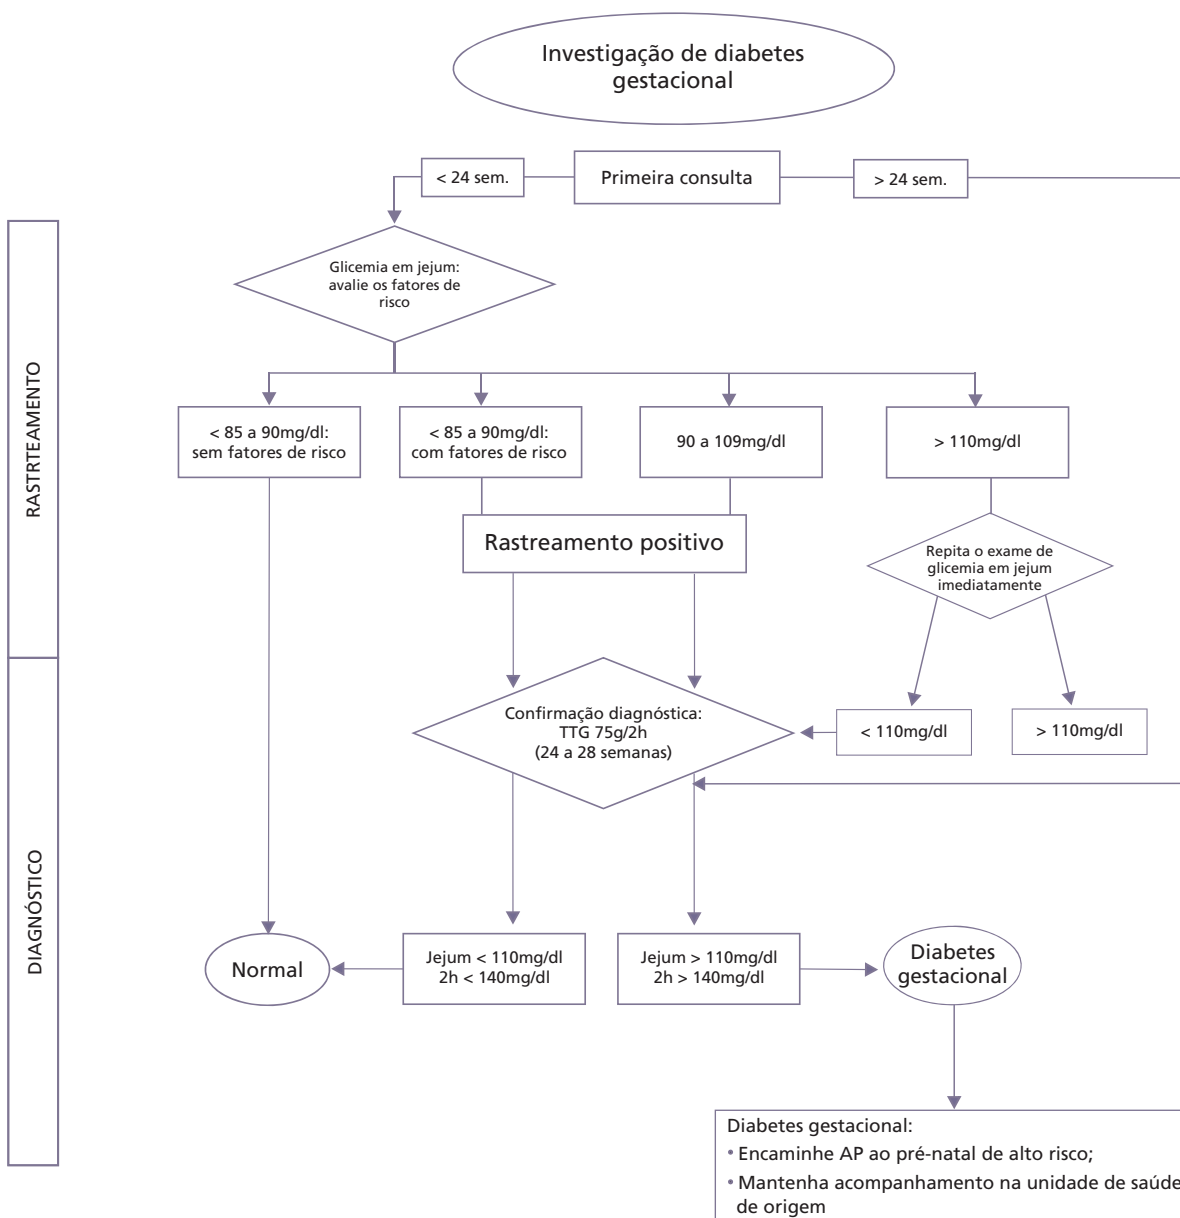 Investigação de diabetes
gestacional
< 24 sem.
Primeira consulta
> 24 sem.
RASTRTEAMENTO
Glicemia em jejum:
avalie os fatores de
risco
< 85 a 90mg/dl:
sem fatores de risco
< 85 a 90mg/dl:
com fatores de risco
90 a 109mg/dl
> 110mg/dl
Rastreamento positivo
Repita o exame de
glicemia em jejum
imediatamente
DIAGNÓSTICO
Confirmação diagnóstica:
TTG 75g/2h
(24 a 28 semanas)
< 110mg/dl
> 110mg/dl
Normal
Jejum < 110mg/dl
2h < 140mg/dl
Jejum > 110mg/dl
2h > 140mg/dl
Diabetes
gestacional
Diabetes gestacional:
• Encaminhe AP ao pré-natal de alto risco;
• Mantenha acompanhamento na unidade de saúde
de origem